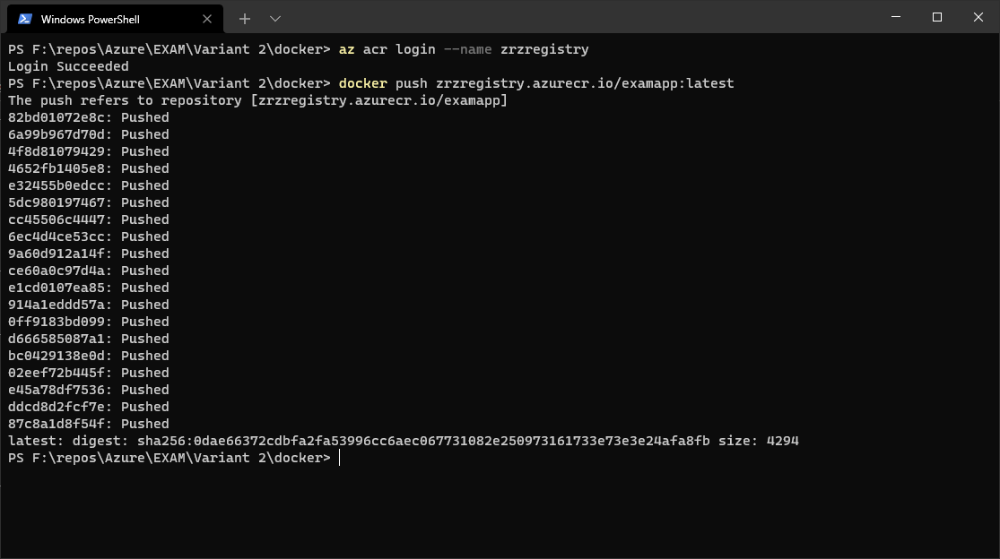 Windows PowerShell
PS F:\repos\Azure\EXAM\Variant 2\docker> az acr login --name zrzregistry
Login Succeeded
PS F:\repos\Azure\EXAM\Variant 2\docker> docker push zrzregistry.azurecr.io/examapp:latest
The push refers to repository [zrzregistry.azurecr.io/examapp]
82bd01072e8c: Pushed
6a99b967d70d: Pushed
4f8d81079429: Pushed
4652fb1405e8: Pushed
e32455b0edcc: Pushed
5dc980197467: Pushed
cc45506c4447: Pushed
6ec4d4ce53cc: Pushed
9a60d912a14f: Pushed
ce60a0c97d4a: Pushed
e1cd0107ea85: Pushed
914a1eddd57a: Pushed
0ff9183bd099: Pushed
d666585087a1: Pushed
bc0429138e0d: Pushed
02eef72b445f: Pushed
e45a78df7536: Pushed
ddcd8d2fcf7e: Pushed
87c8a1d8f54f: Pushed
latest: digest: sha256:0dae66372cdbfa2fa53996cc6aec067731082e250973161733e73e3e24afa8fb size: 4294
PS F:\repos\Azure\EXAM\Variant 2\docker>